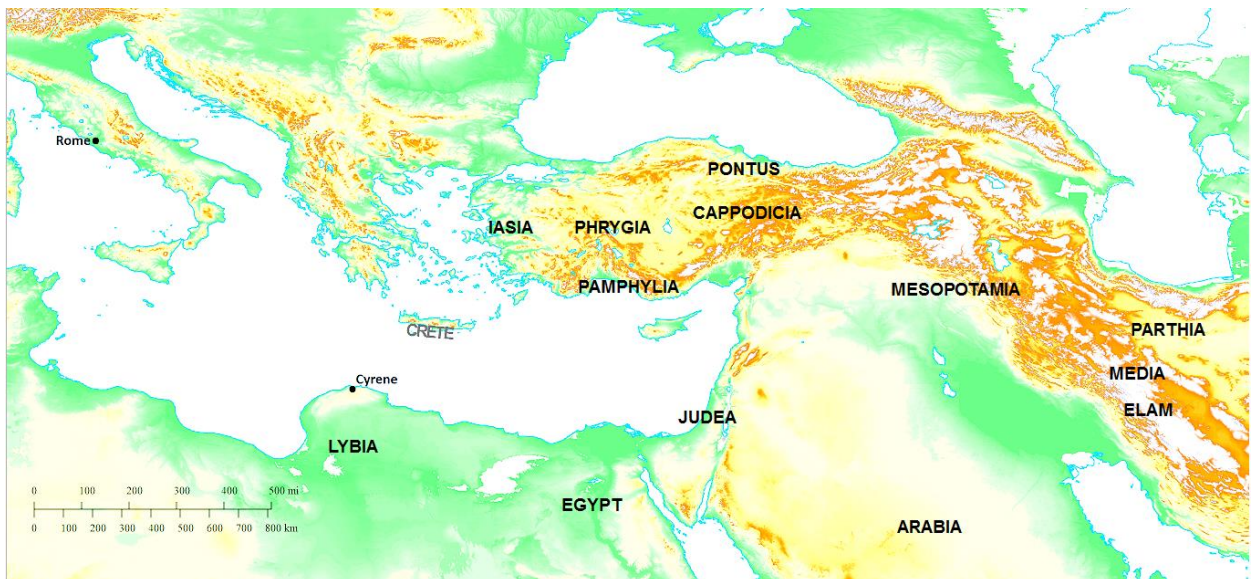 Rome
PONTUS
CAPPODICIA
IASIA
PHRYGIA
PAMPHYLIA
MESOPOTAMIA
CRETE
PARTHIA
MEDIA
Cyrene
ELAM
JUDEA
LYBIA
EGYPT
ARABIA
0 100 200 300 400 500 mi
0 100 200 300 400 500 600 700 800 km